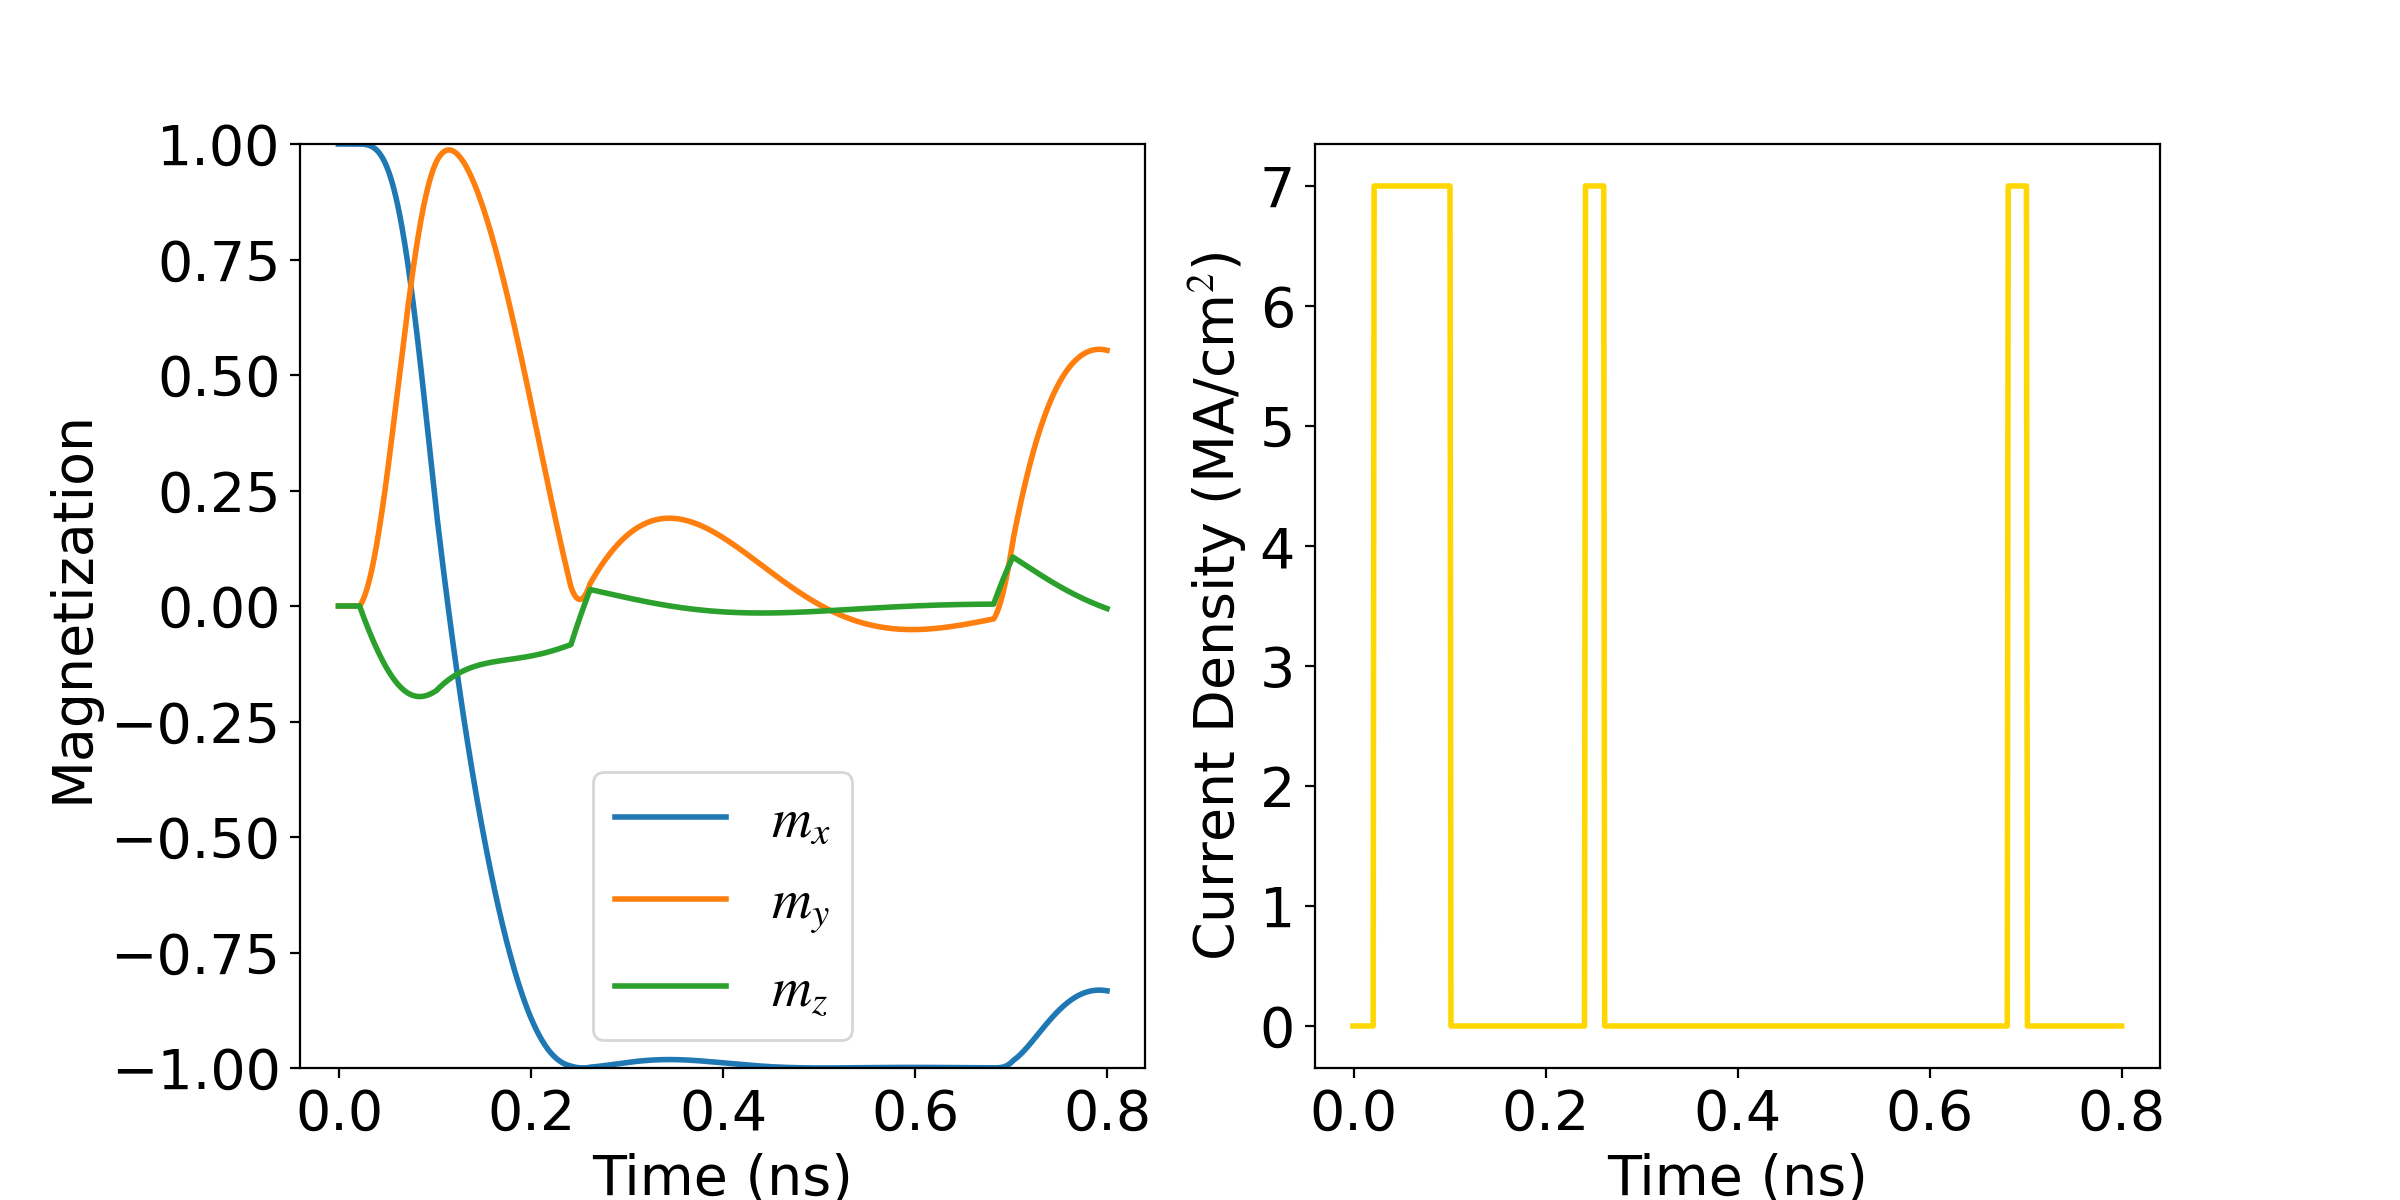 Magnetization
1.00
0.75
0.50
0.25
0.00
−0.25
−0.50
−0.75
−1.00
0.0 0.2 0.4 0.6 0.8
Time (ns)
mₓ
m_y
m_z
Current Density (MA/cm²)
7
6
5
4
3
2
1
0
0.0 0.2 0.4 0.6 0.8
Time (ns)